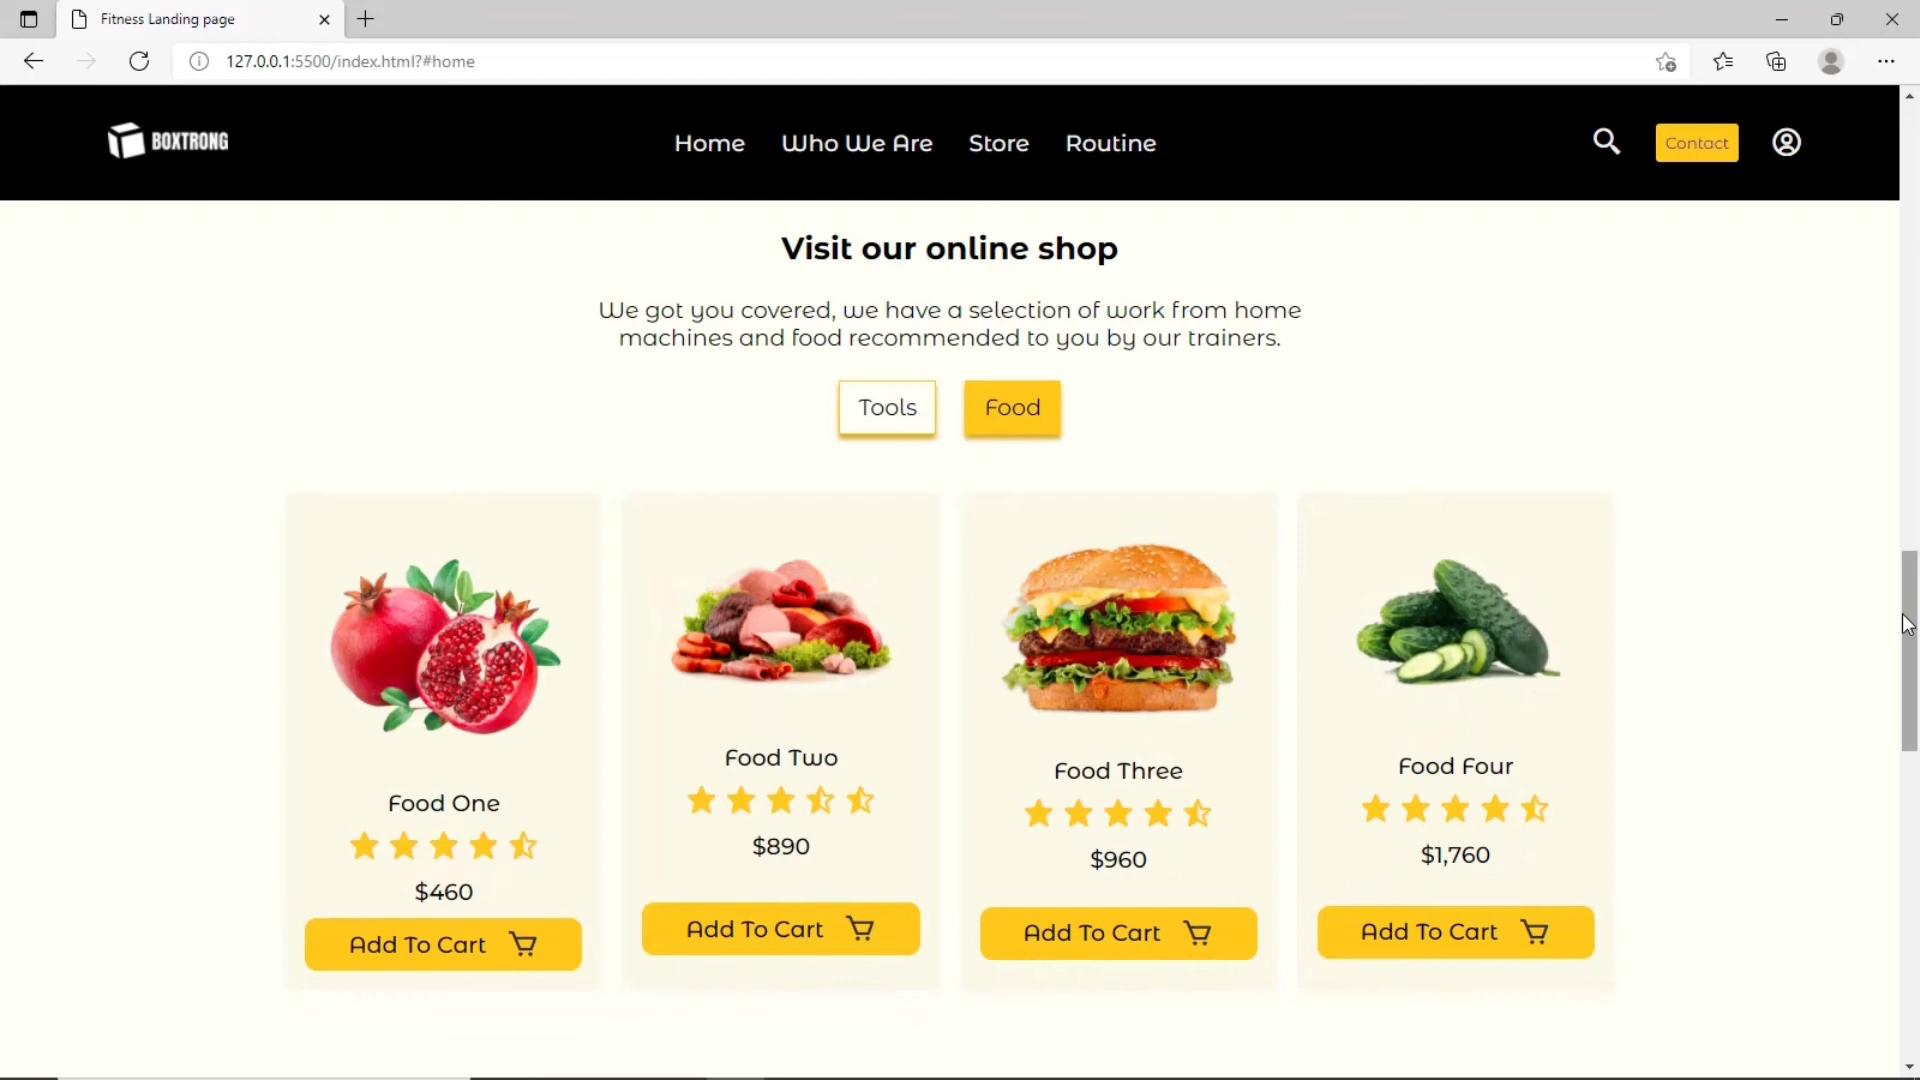 Fitness Landing page
127.0.0.1:5500/index.html?#home
BOXTRONG
Home Who We Are Store Routine
Contact
Visit our online shop
We got you covered, we have a selection of work from home
machines and food recommended to you by our trainers.
Tools Food
Food One
$460
Add To Cart
Food Two
$890
Add To Cart
Food Three
$960
Add To Cart
Food Four
$1,760
Add To Cart